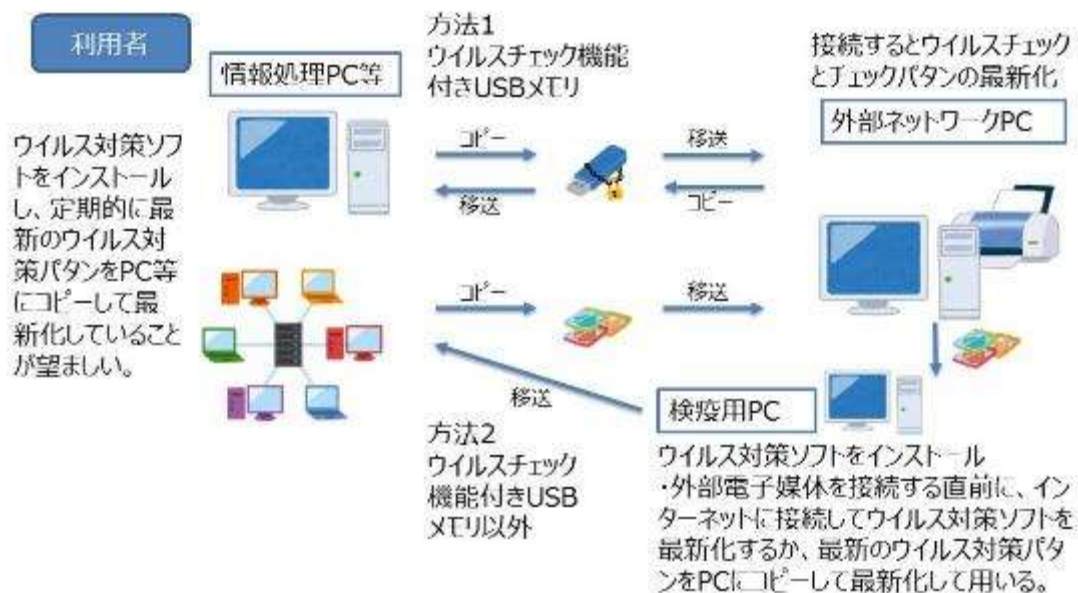 利用者
情報処理PC等
ウイルス対策ソフ
トをインストール
し、定期的に最
新のウイルス対
策パタンをPC等
にコピーして最
新化していること
が望ましい。
方法1
ウイルスチェック機能
付きUSBメモリ
コピー
移送
移送
コピー
接続するとウイルスチェック
とチェックパタンの最新化
外部ネットワークPC
コピー
移送
移送
方法2
ウイルスチェック
機能付きUSB
メモリ以外
検疫用PC
ウイルス対策ソフトをインストール
・外部電子媒体を接続する直前に、イン
ターネットに接続してウイルス対策ソフトを
最新化するか、最新のウイルス対策パタ
ンをPCにコピーして最新化して用いる。